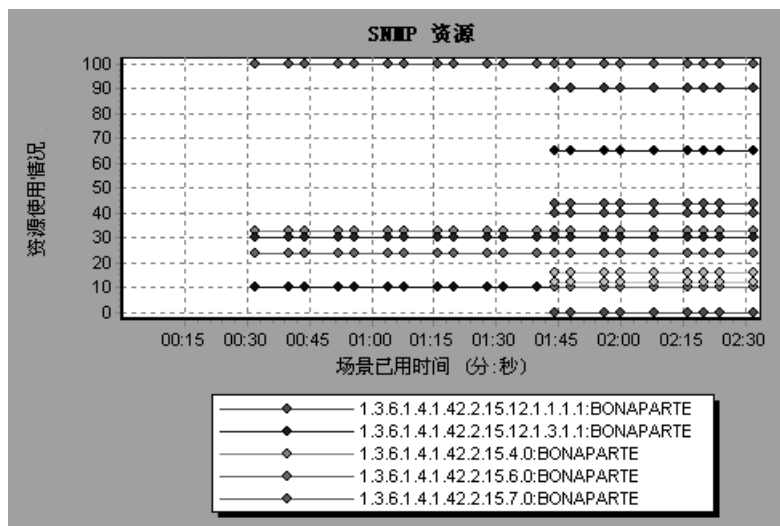 SNMP 资源
100
90
80
70
60
50
40
30
20
10
0
资源使用情况
00:15 00:30 00:45 01:00 01:15 01:30 01:45 02:00 02:15 02:30
场景已用时间 (分:秒)
1.3.6.1.4.1.42.2.15.12.1.1.1.1:BONAPARTE
1.3.6.1.4.1.42.2.15.12.1.3.1.1:BONAPARTE
1.3.6.1.4.1.42.2.15.4.0:BONAPARTE
1.3.6.1.4.1.42.2.15.6.0:BONAPARTE
1.3.6.1.4.1.42.2.15.7.0:BONAPARTE